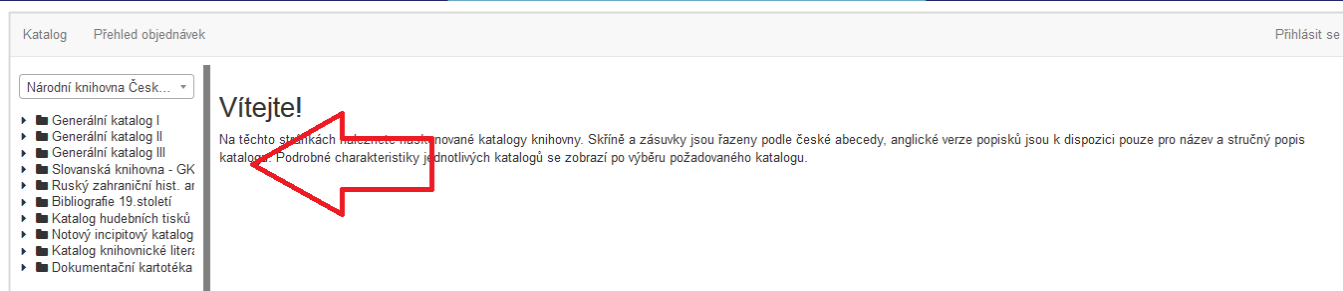 Katalog Přehled objednávek Přihlásit se
Národní knihovna Česk...
Generální katalog I
Generální katalog II
Generální katalog III
Slovanská knihovna - GK
Ruský zahraniční hist. ar
Bibliografie 19.století
Katalog hudebních tisků
Notový incipitový katalog
Katalog knihovnické litera
Dokumentační kartotéka
Vítejte!
Na těchto stránkách naleznete naskenované katalogy knihovny. Skříně a zásuvky jsou řazeny podle české abecedy, anglické verze popisků jsou k dispozici pouze pro název a stručný popis
katalogu. Podrobné charakteristiky jednotlivých katalogů se zobrazí po výběru požadovaného katalogu.